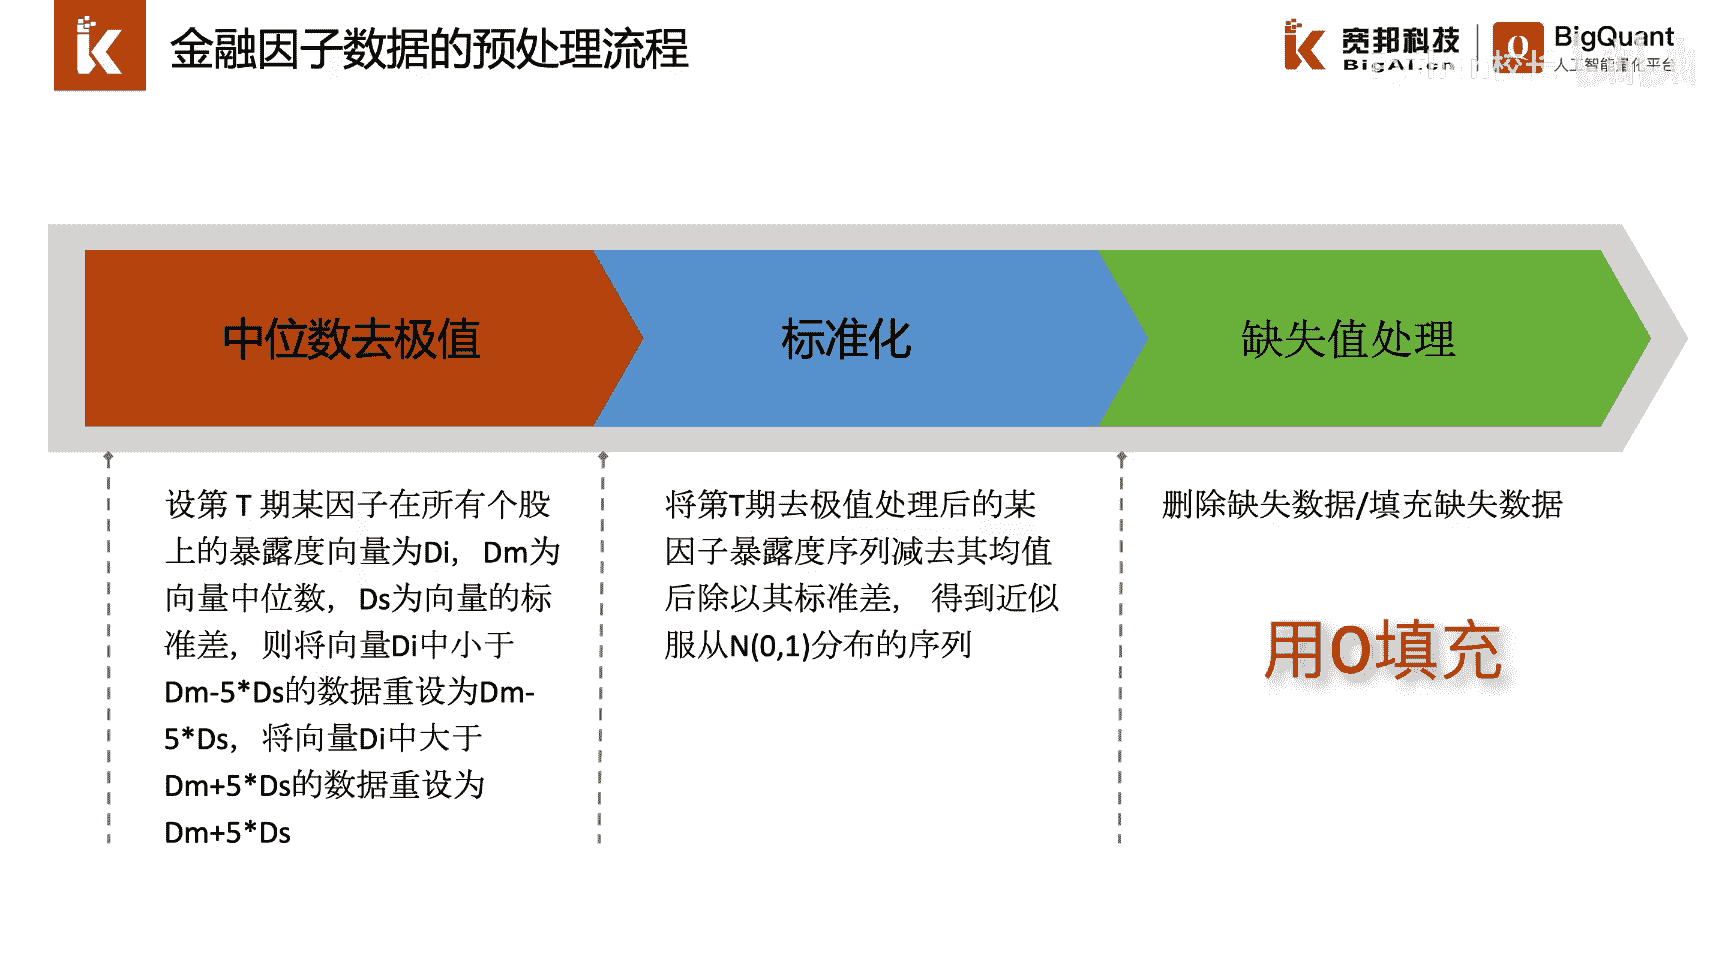 金融因子数据的预处理流程
宽邦科技
BigAI.cn
BigQuant
人工智能量化平台
中位数去极值
标准化
缺失值处理
设第 T 期某因子在所有个股
上的暴露度向量为Di，Dm为
向量中位数，Ds为向量的标
准差，则将向量Di中小于
Dm-5*Ds的数据重设为Dm-
5*Ds，将向量Di中大于
Dm+5*Ds的数据重设为
Dm+5*Ds
将第T期去极值处理后的某
因子暴露度序列减去其均值
后除以其标准差， 得到近似
服从N(0,1)分布的序列
删除缺失数据/填充缺失数据
用0填充